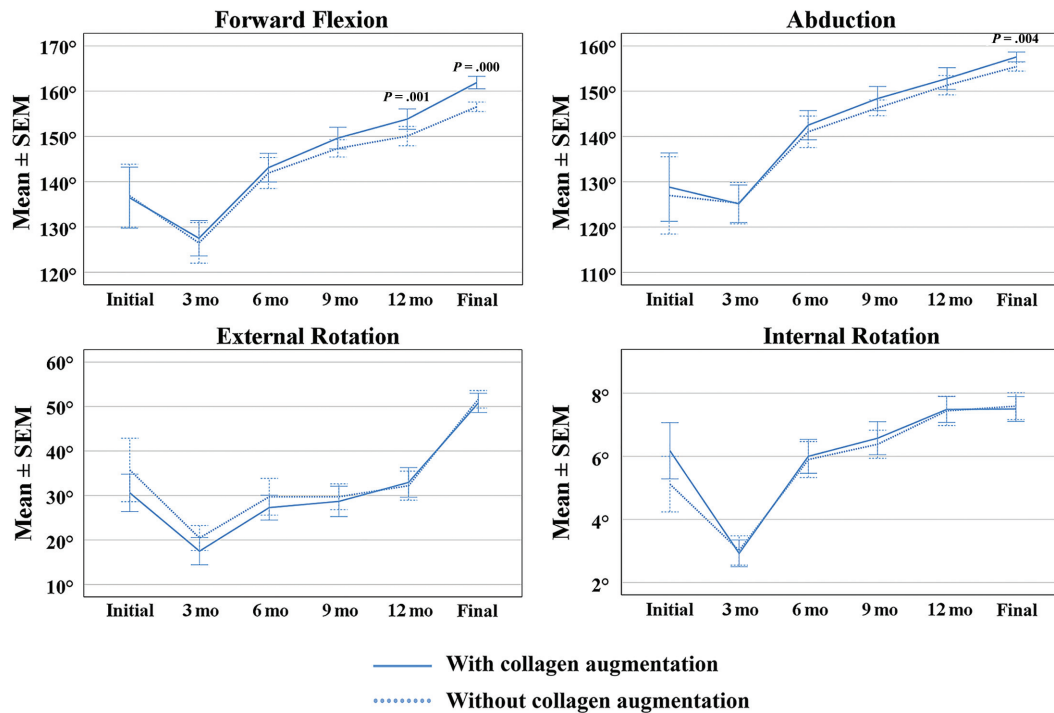 Forward Flexion
Mean ± SEM
170°
160°
150°
140°
130°
120°
P = .001
P = .000
Initial 3 mo 6 mo 9 mo 12 mo Final
Abduction
Mean ± SEM
160°
150°
140°
130°
120°
110°
P = .004
Initial 3 mo 6 mo 9 mo 12 mo Final
External Rotation
Mean ± SEM
60°
50°
40°
30°
20°
10°
Initial 3 mo 6 mo 9 mo 12 mo Final
Internal Rotation
Mean ± SEM
8°
6°
4°
2°
Initial 3 mo 6 mo 9 mo 12 mo Final
With collagen augmentation
Without collagen augmentation